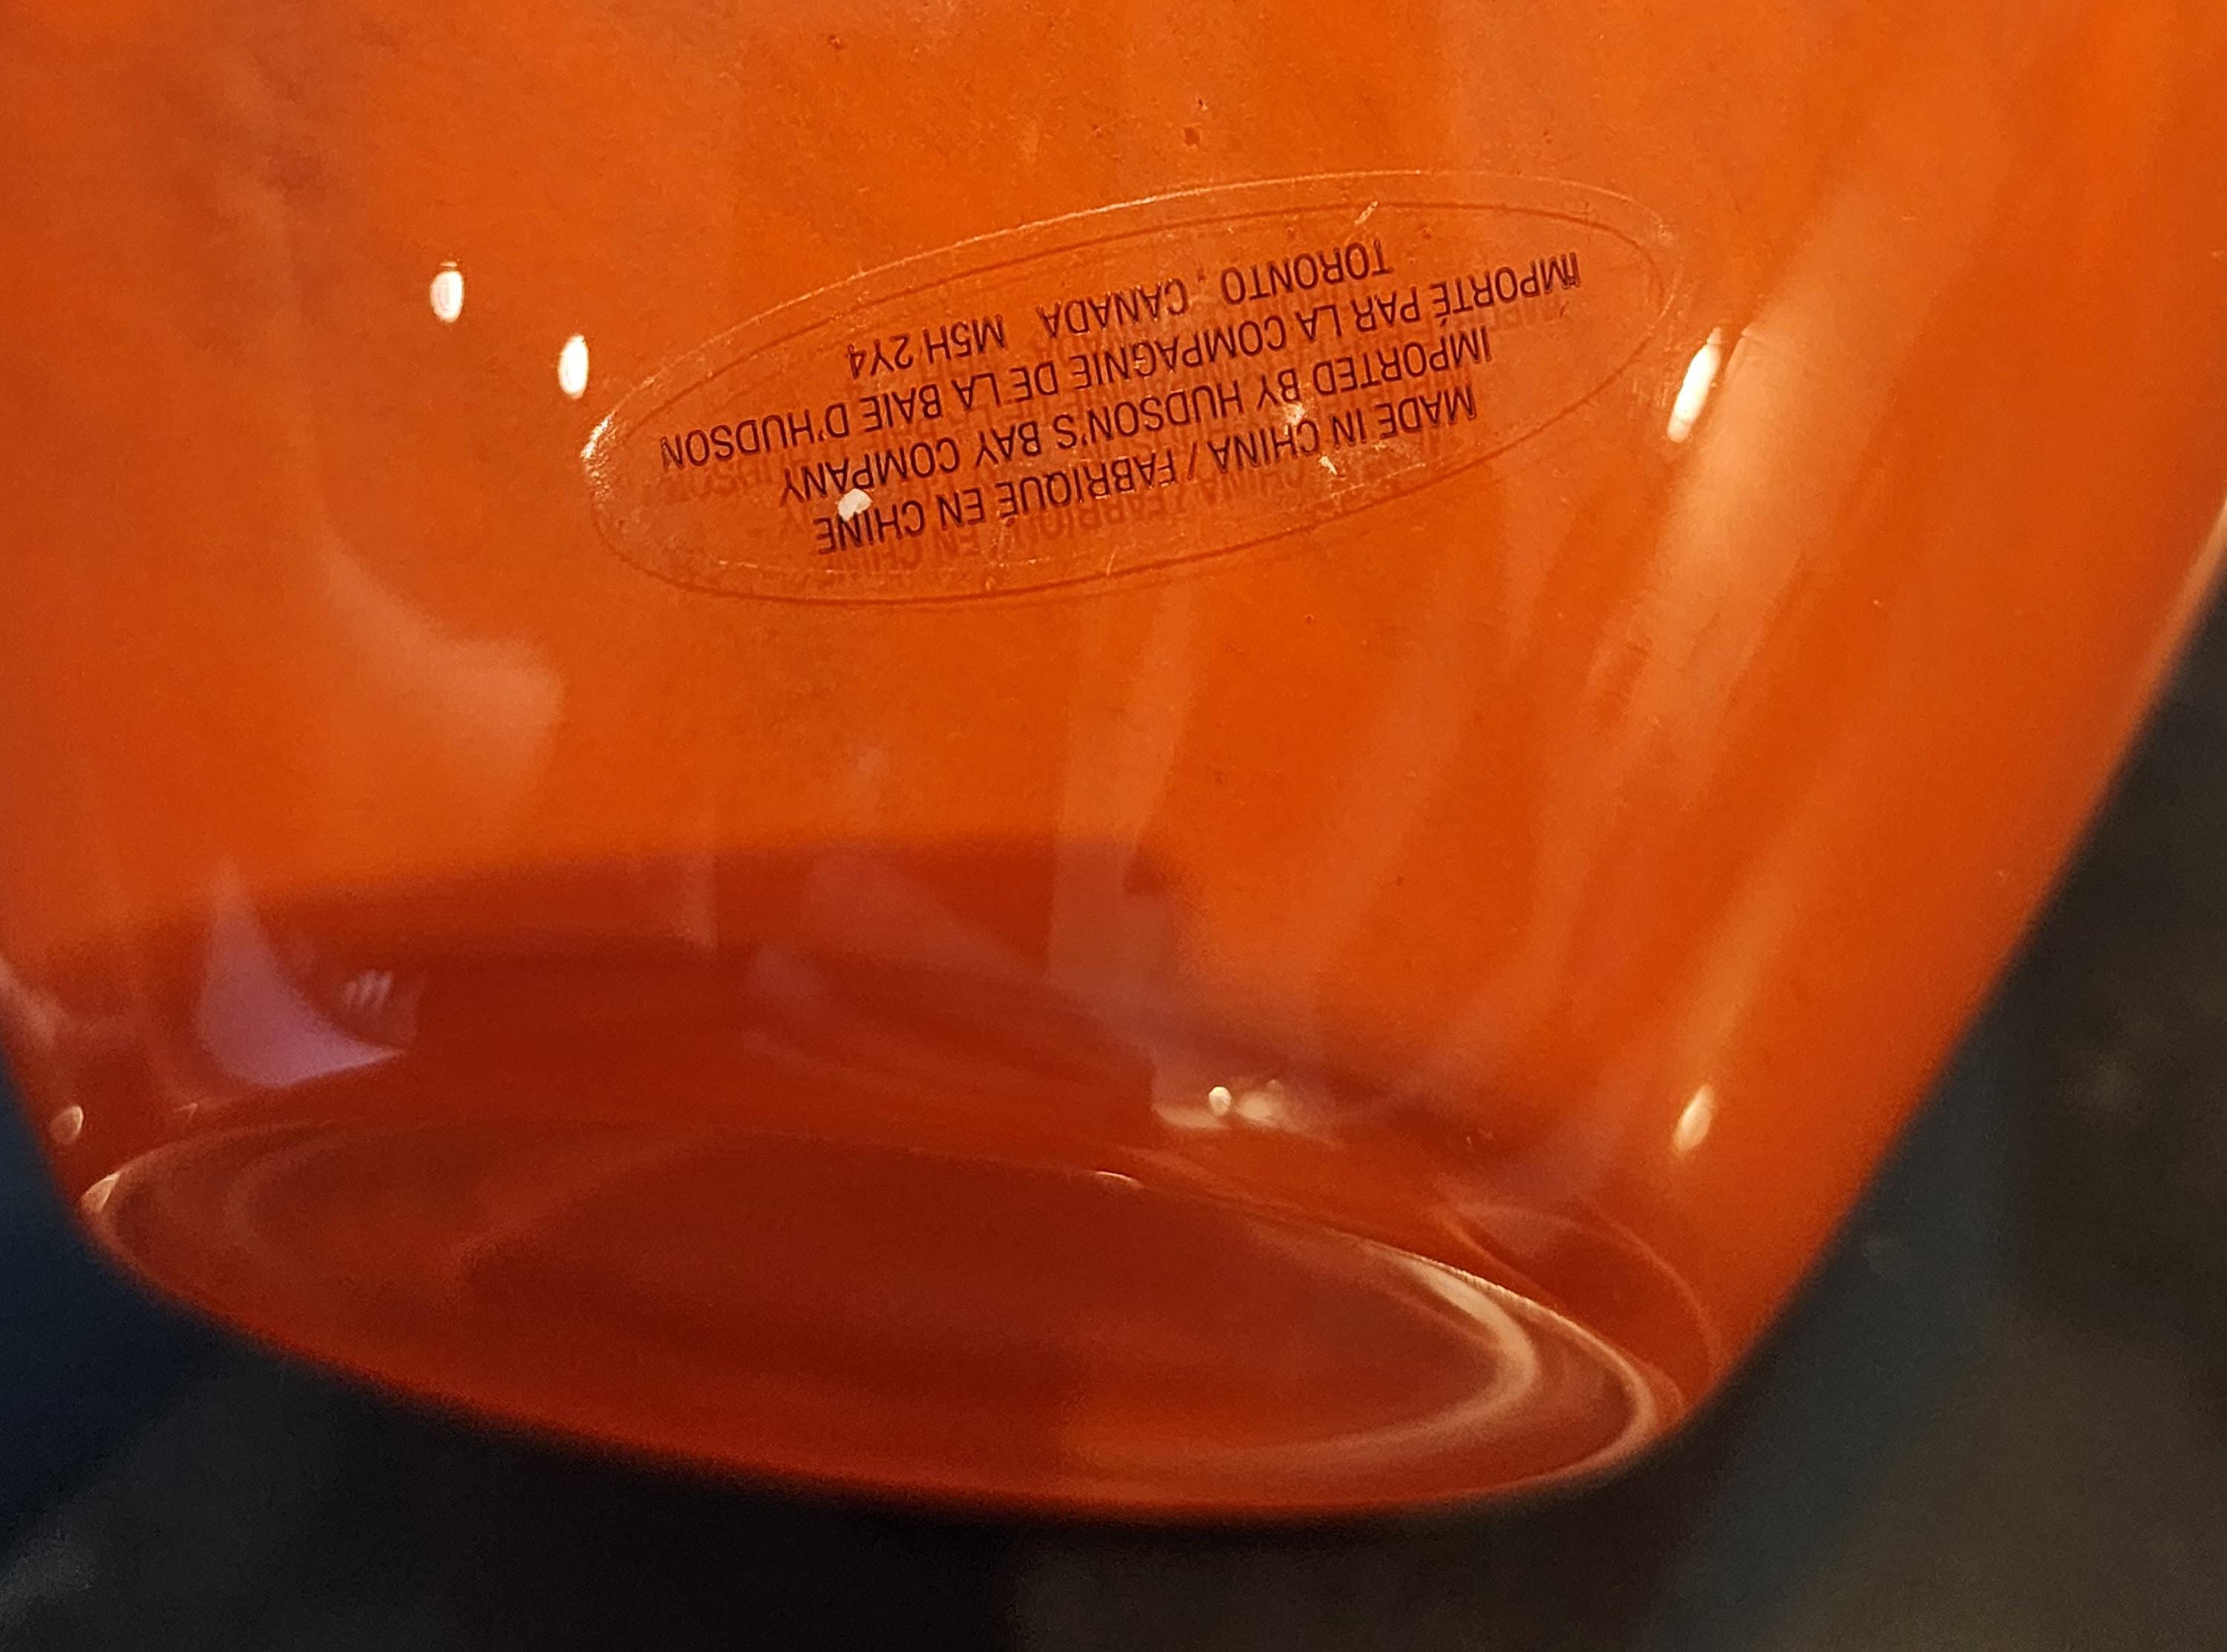 MADE IN CHINA / FABRIQUÉ EN CHINE
IMPORTED BY HUDSON'S BAY COMPANY
IMPORTÉ PAR LA COMPAGNIE DE LA BAIE D'HUDSON
TORONTO , CANADA M5H 2Y4